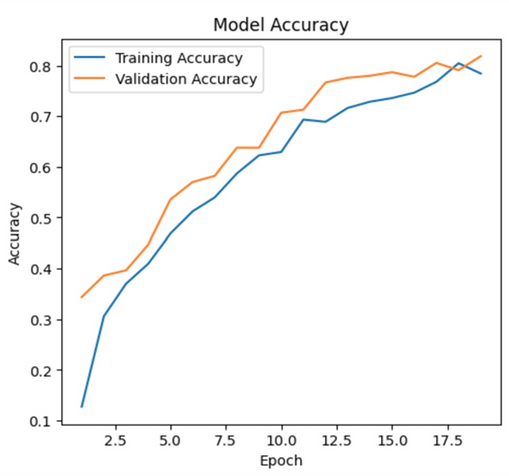 Model Accuracy
Training Accuracy
Validation Accuracy
Accuracy
0.8
0.7
0.6
0.5
0.4
0.3
0.2
0.1
2.5 5.0 7.5 10.0 12.5 15.0 17.5
Epoch